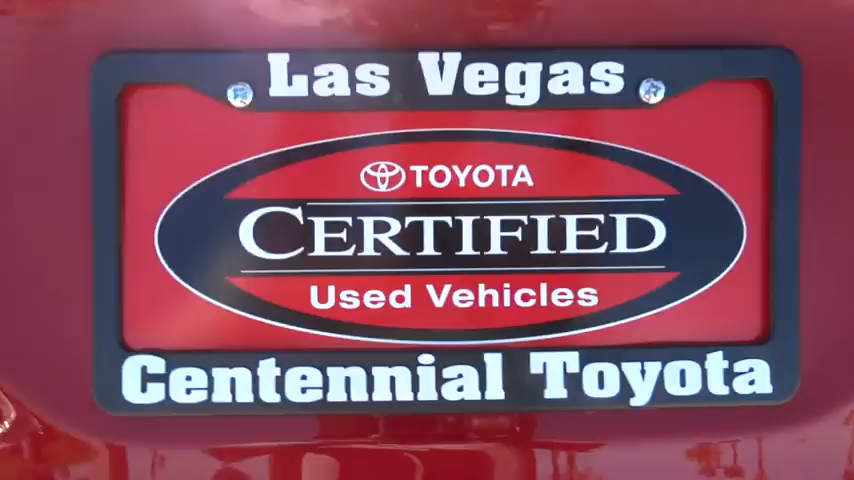 Las Vegas
TOYOTA
CERTIFIED
Used Vehicles
Centennial Toyota